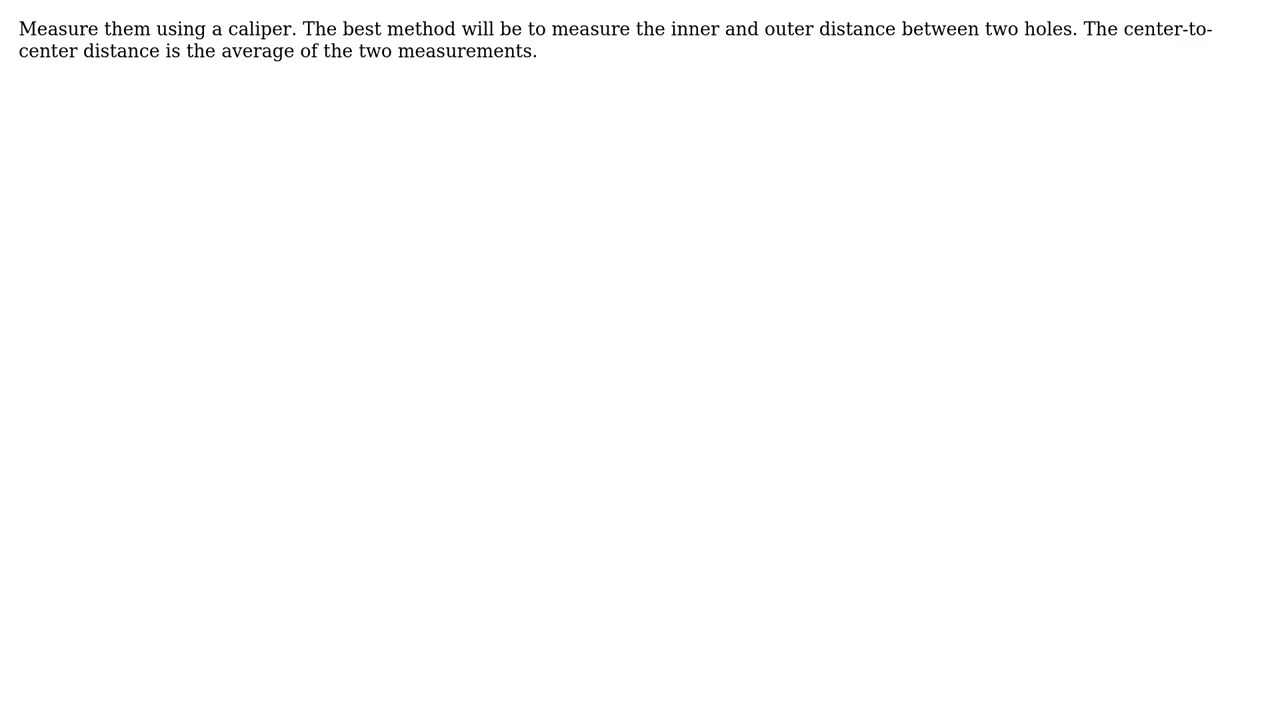 Measure them using a caliper. The best method will be to measure the inner and outer distance between two holes. The center-to-
center distance is the average of the two measurements.